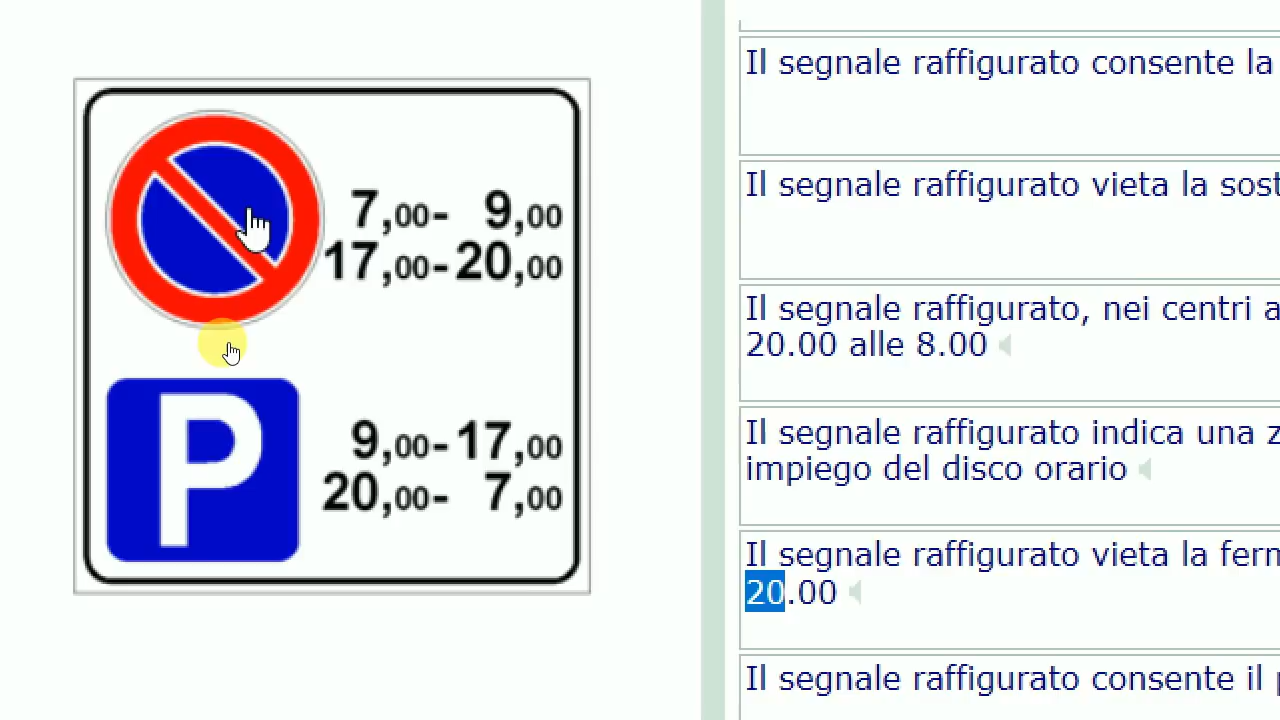 7,00- 9,00
17,00-20,00
P
9,00-17,00
20,00- 7,00
Il segnale raffigurato consente la
Il segnale raffigurato vieta la
Il segnale raffigurato, nei centri
20.00 alle 8.00
Il segnale raffigurato indica una
impiego del disco orario
Il segnale raffigurato vieta la
20.00
Il segnale raffigurato consente il